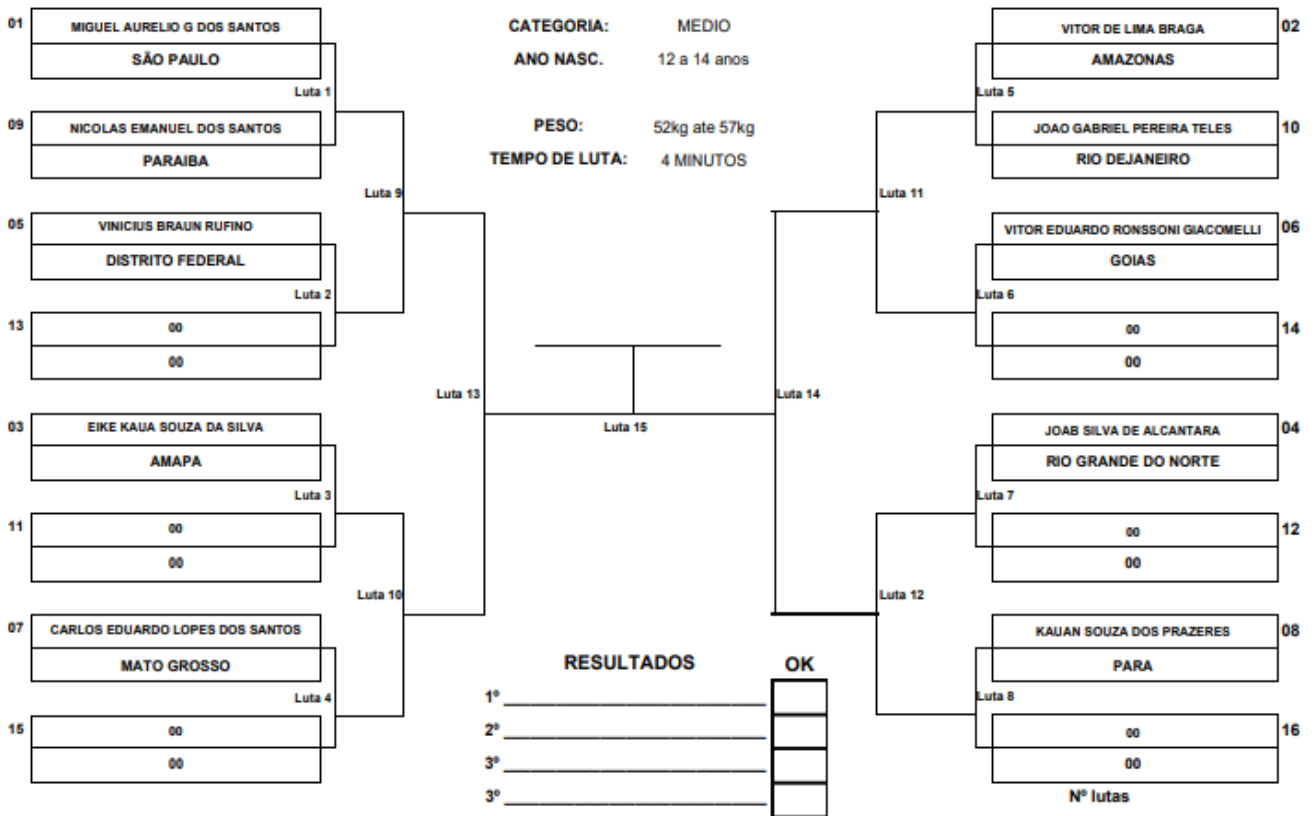 01
MIGUEL AURELIO G DOS SANTOS
SÃO PAULO
Luta 1
09
NICOLAS EMANUEL DOS SANTOS
PARAIBA
Luta 9
05
VINICIUS BRAUN RUFINO
DISTRITO FEDERAL
Luta 2
13
00
00
Luta 13
03
EIKE KAUA SOUZA DA SILVA
AMAPA
Luta 3
11
00
00
Luta 10
07
CARLOS EDUARDO LOPES DOS SANTOS
MATO GROSSO
Luta 4
15
00
00
CATEGORIA: MEDIO
ANO NASC. 12 a 14 anos
PESO: 52kg ate 57kg
TEMPO DE LUTA: 4 MINUTOS
Luta 15
RESULTADOS OK
1º
2º
3º
3º
VITOR DE LIMA BRAGA
02
AMAZONAS
Luta 5
JOAO GABRIEL PEREIRA TELES
10
RIO DEJANEIRO
Luta 11
VITOR EDUARDO RONSSONI GIACOMELLI
06
GOIAS
Luta 6
00
14
00
Luta 14
JOAB SILVA DE ALCANTARA
04
RIO GRANDE DO NORTE
Luta 7
00
12
00
Luta 12
KAUAN SOUZA DOS PRAZERES
08
PARA
Luta 8
00
16
00
Nº lutas